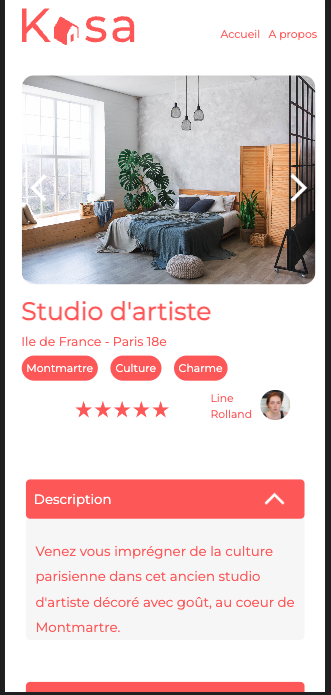 Kasa
Accueil A propos
Studio d'artiste
Ile de France - Paris 18e
Montmartre Culture Charme
Line
Rolland
Description
Venez vous imprégner de la culture
parisienne dans cet ancien studio
d'artiste décoré avec goût, au coeur de
Montmartre.